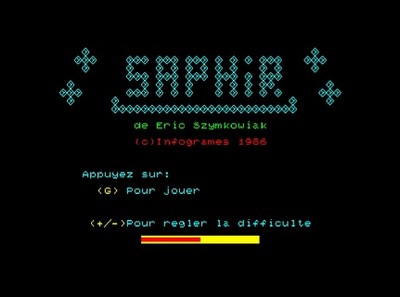 SAPHIR
de Eric Szymkowiak
(c)Infogrames 1986
Appuyez sur:
(G) Pour jouer
(+/-)Pour regler la difficulte